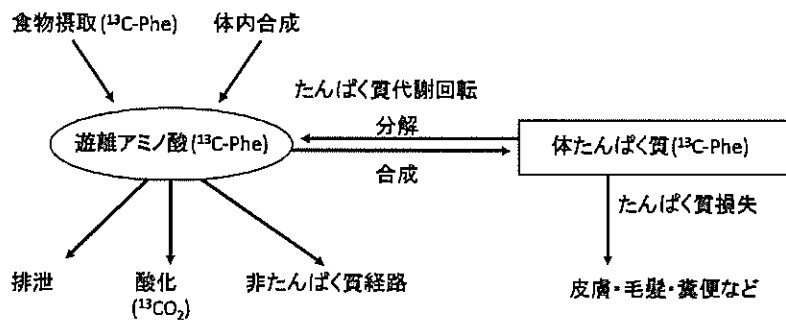 食物摂取(¹³C-Phe) 体内合成
たんぱく質代謝回転
分解
遊離アミノ酸(¹³C-Phe) 体たんぱく質(¹³C-Phe)
合成
たんぱく質損失
排泄 酸化 非たんぱく質経路 皮膚・毛髪・糞便など
(¹³CO₂)